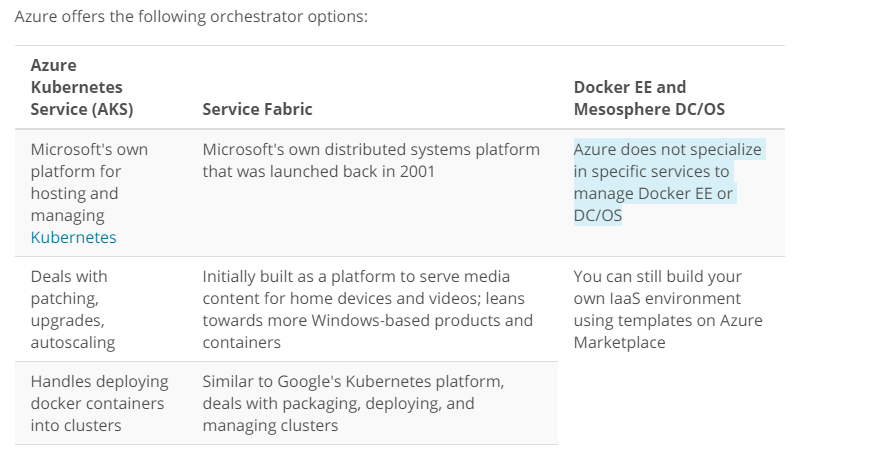 Azure offers the following orchestrator options:
Azure
Kubernetes
Service (AKS)
Service Fabric
Docker EE and
Mesosphere DC/OS
Microsoft's own
platform for
hosting and
managing
Kubernetes
Microsoft's own distributed systems platform
that was launched back in 2001
Azure does not specialize
in specific services to
manage Docker EE or
DC/OS
Deals with
patching,
upgrades,
autoscaling
Initially built as a platform to serve media
content for home devices and videos; leans
towards more Windows-based products and
containers
You can still build your
own IaaS environment
using templates on Azure
Marketplace
Handles deploying
docker containers
into clusters
Similar to Google's Kubernetes platform,
deals with packaging, deploying, and
managing clusters